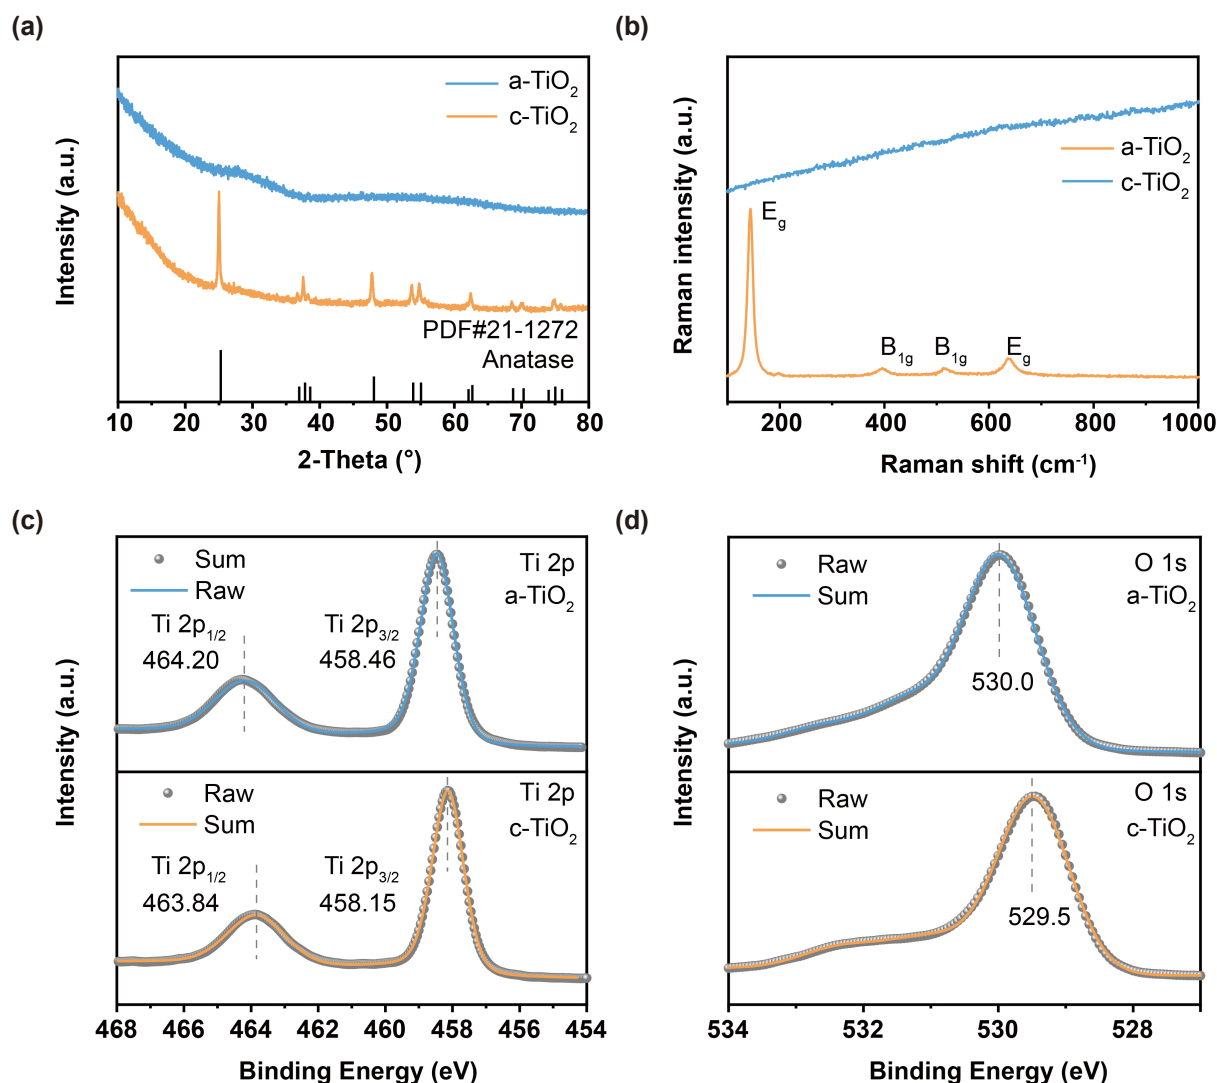 (a)
a-TiO2
c-TiO2
Intensity (a.u.)
PDF#21-1272
Anatase
10 20 30 40 50 60 70 80
2-Theta (°)
(b)
a-TiO2
c-TiO2
Raman intensity (a.u.)
Eg
B1g B1g Eg
200 400 600 800 1000
Raman shift (cm-1)
(c)
Sum
Raw
Ti 2p
a-TiO2
Ti 2p1/2
464.20
Ti 2p3/2
458.46
Intensity (a.u.)
Raw
Sum
Ti 2p
c-TiO2
Ti 2p1/2
463.84
Ti 2p3/2
458.15
468 466 464 462 460 458 456 454
Binding Energy (eV)
(d)
Raw
Sum
O 1s
a-TiO2
530.0
Intensity (a.u.)
Raw
Sum
O 1s
c-TiO2
529.5
534 532 530 528
Binding Energy (eV)